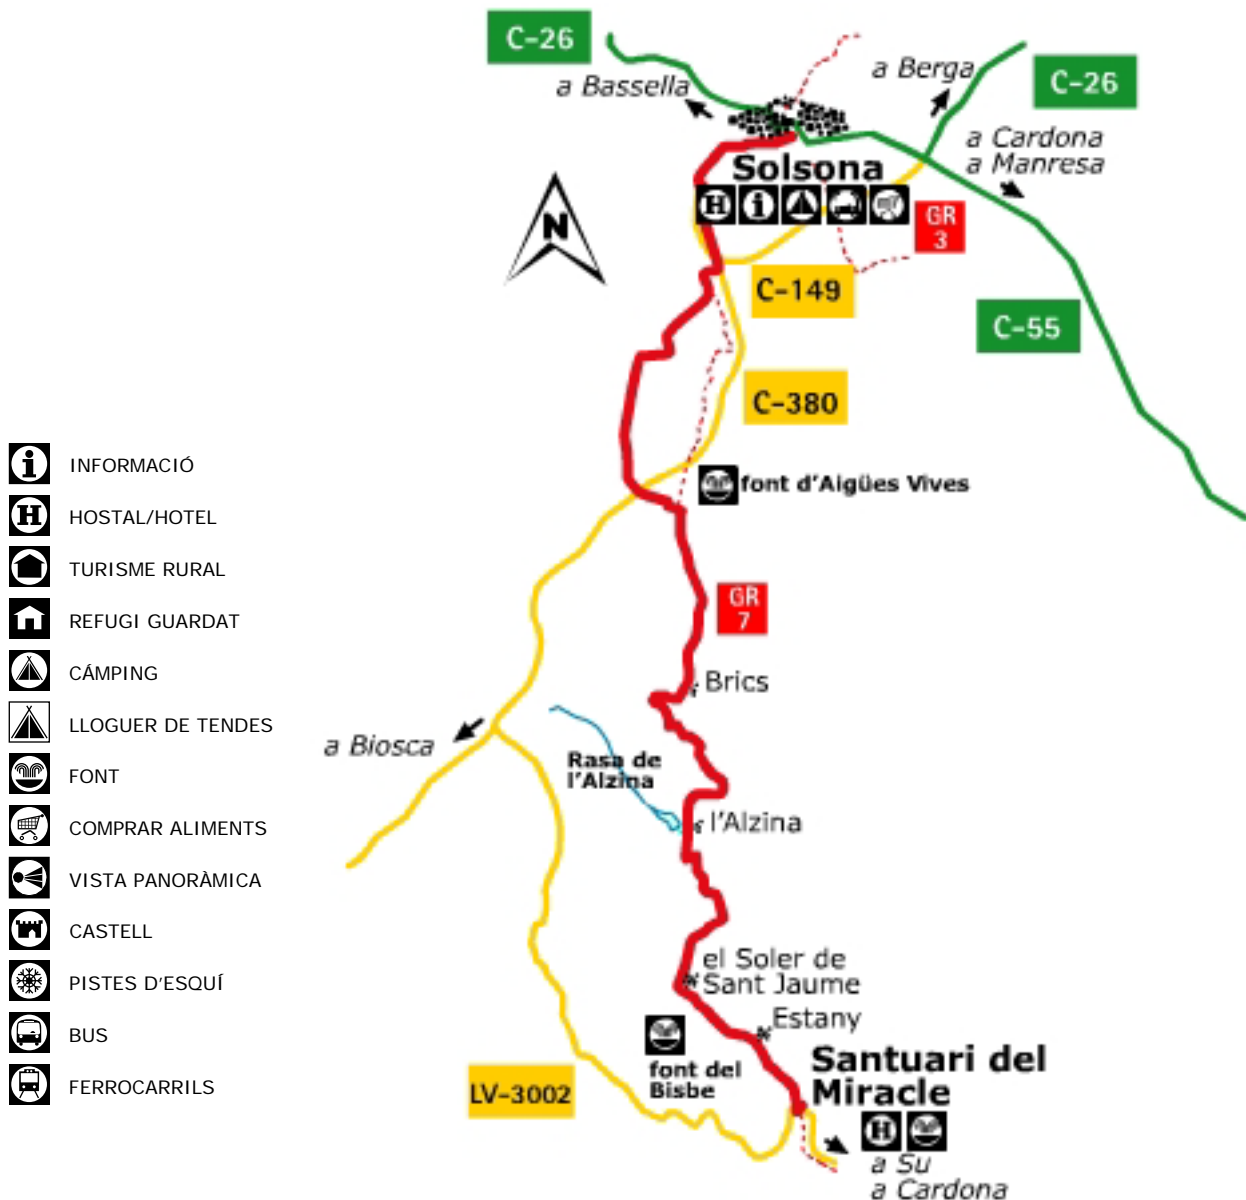 C-26
a Bassella
a Berga
C-26
a Cardona
a Manresa
Solsona
H i
GR
3
N
C-149
C-55
C-380
font d'Aigües Vives
GR
7
Brics
a Biosca
Rasa de
l'Alzina
l'Alzina
el Soler de
Sant Jaume
Estany
font del
Bisbe
Santuari del
Miracle
LV-3002
H
a Su
a Cardona
i INFORMACIÓ
H HOSTAL/HOTEL
TURISME RURAL
REFUGI GUARDAT
CÁMPING
LLOGUER DE TENDES
FONT
COMPRAR ALIMENTS
VISTA PANORÀMICA
CASTELL
PISTES D'ESQUÍ
BUS
FERROCARRILS